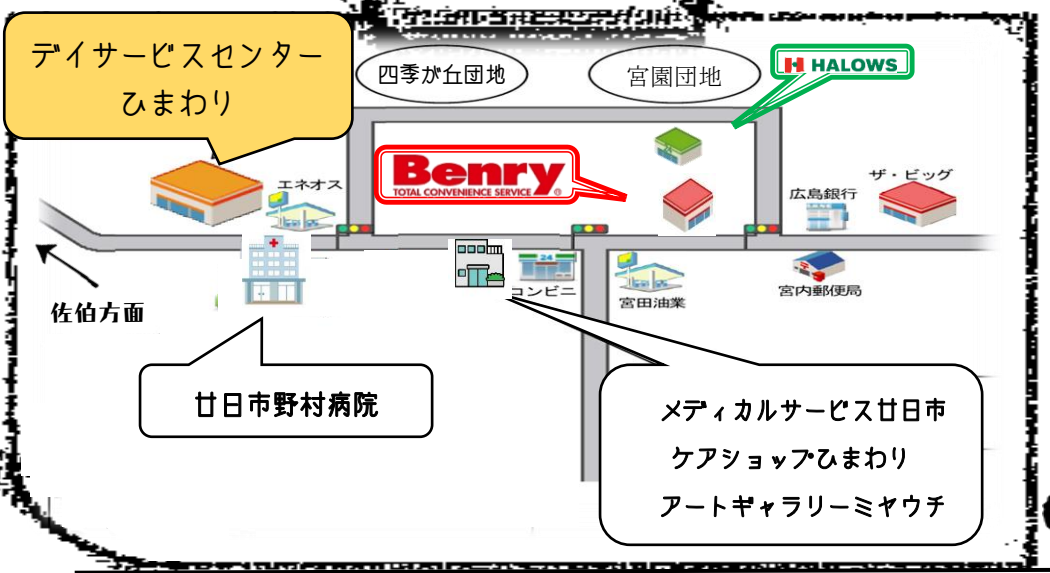 デイサービスセンター
ひまわり
四季が丘団地
宮園団地
HALOWS
Benry
TOTAL CONVENIENCE SERVICE
エネオス
広島銀行
ザ・ビッグ
24
コンビニ
宮田油業
宮内郵便局
佐伯方面
廿日市野村病院
メディカルサービス廿日市
ケアショップひまわり
アートギャラリーミヤウチ